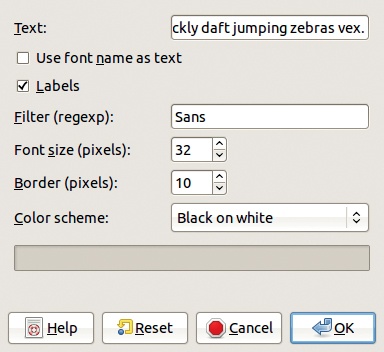 Text: ckly daft jumping zebras vex.
Use font name as text
Labels
Filter (regexp): Sans
Font size (pixels): 32
Border (pixels): 10
Color scheme: Black on white
Help Reset Cancel OK